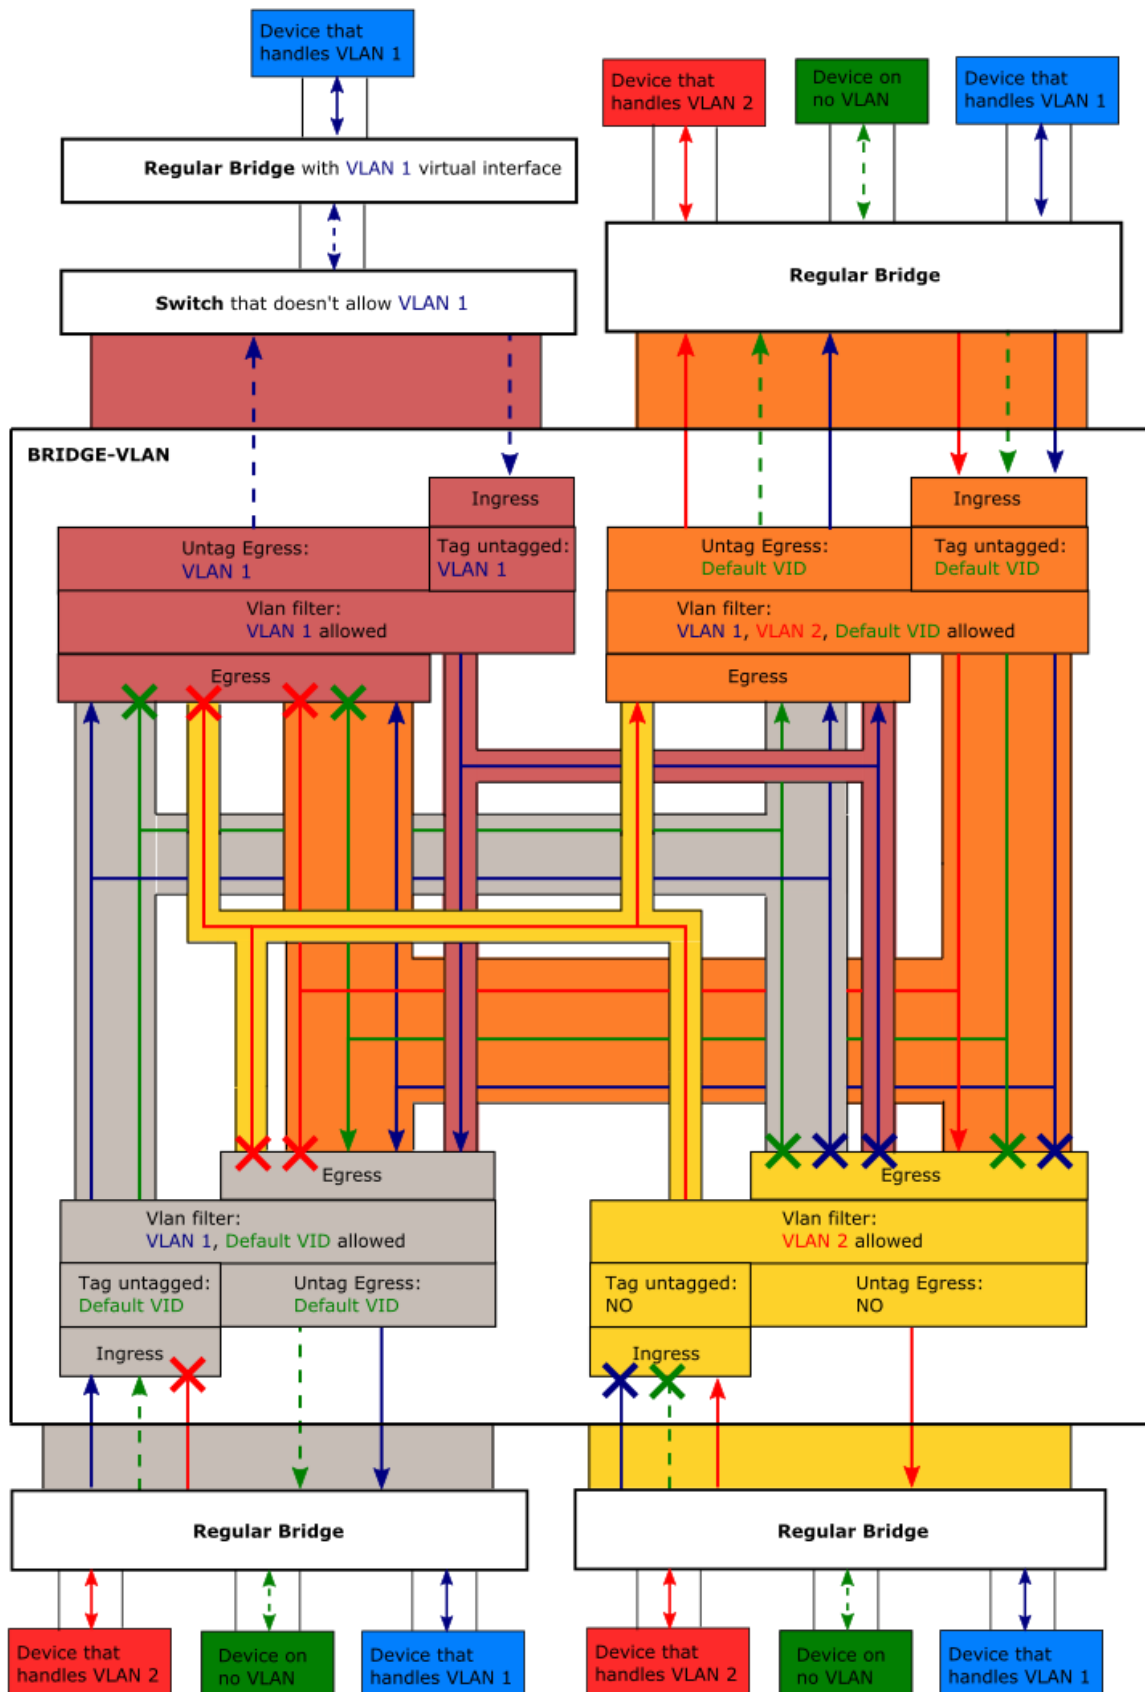 Device that
handles VLAN 1
Device that
handles VLAN 2
Device on
no VLAN
Device that
handles VLAN 1
Regular Bridge with VLAN 1 virtual interface
Switch that doesn't allow VLAN 1
Regular Bridge
BRIDGE-VLAN
Ingress
Untag Egress:
VLAN 1
Tag untagged:
VLAN 1
Vlan filter:
VLAN 1 allowed
Egress
Ingress
Untag Egress:
Default VID
Tag untagged:
Default VID
Vlan filter:
VLAN 1, VLAN 2, Default VID allowed
Egress
Egress
Vlan filter:
VLAN 1, Default VID allowed
Tag untagged:
Default VID
Untag Egress:
Default VID
Ingress
Egress
Vlan filter:
VLAN 2 allowed
Tag untagged:
NO
Untag Egress:
NO
Ingress
Regular Bridge
Regular Bridge
Device that
handles VLAN 2
Device on
no VLAN
Device that
handles VLAN 1
Device that
handles VLAN 2
Device on
no VLAN
Device that
handles VLAN 1